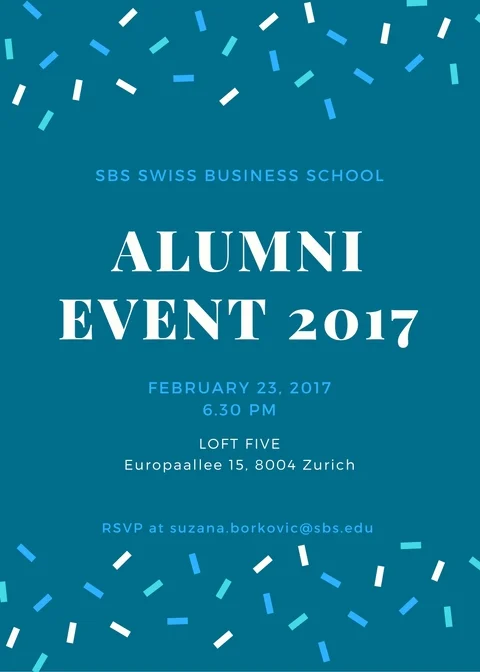 SBS SWISS BUSINESS SCHOOL
ALUMNI
EVENT 2017
FEBRUARY 23, 2017
6.30 PM
LOFT FIVE
Europaallee 15, 8004 Zurich
RSVP at suzana.borkovic@sbs.edu